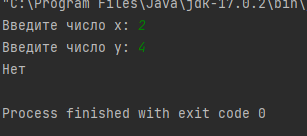 "C:\Program Files\Java\jdk-17.0.2\bin\
Введите число x: 2
Введите число y: 4
Нет
Process finished with exit code 0